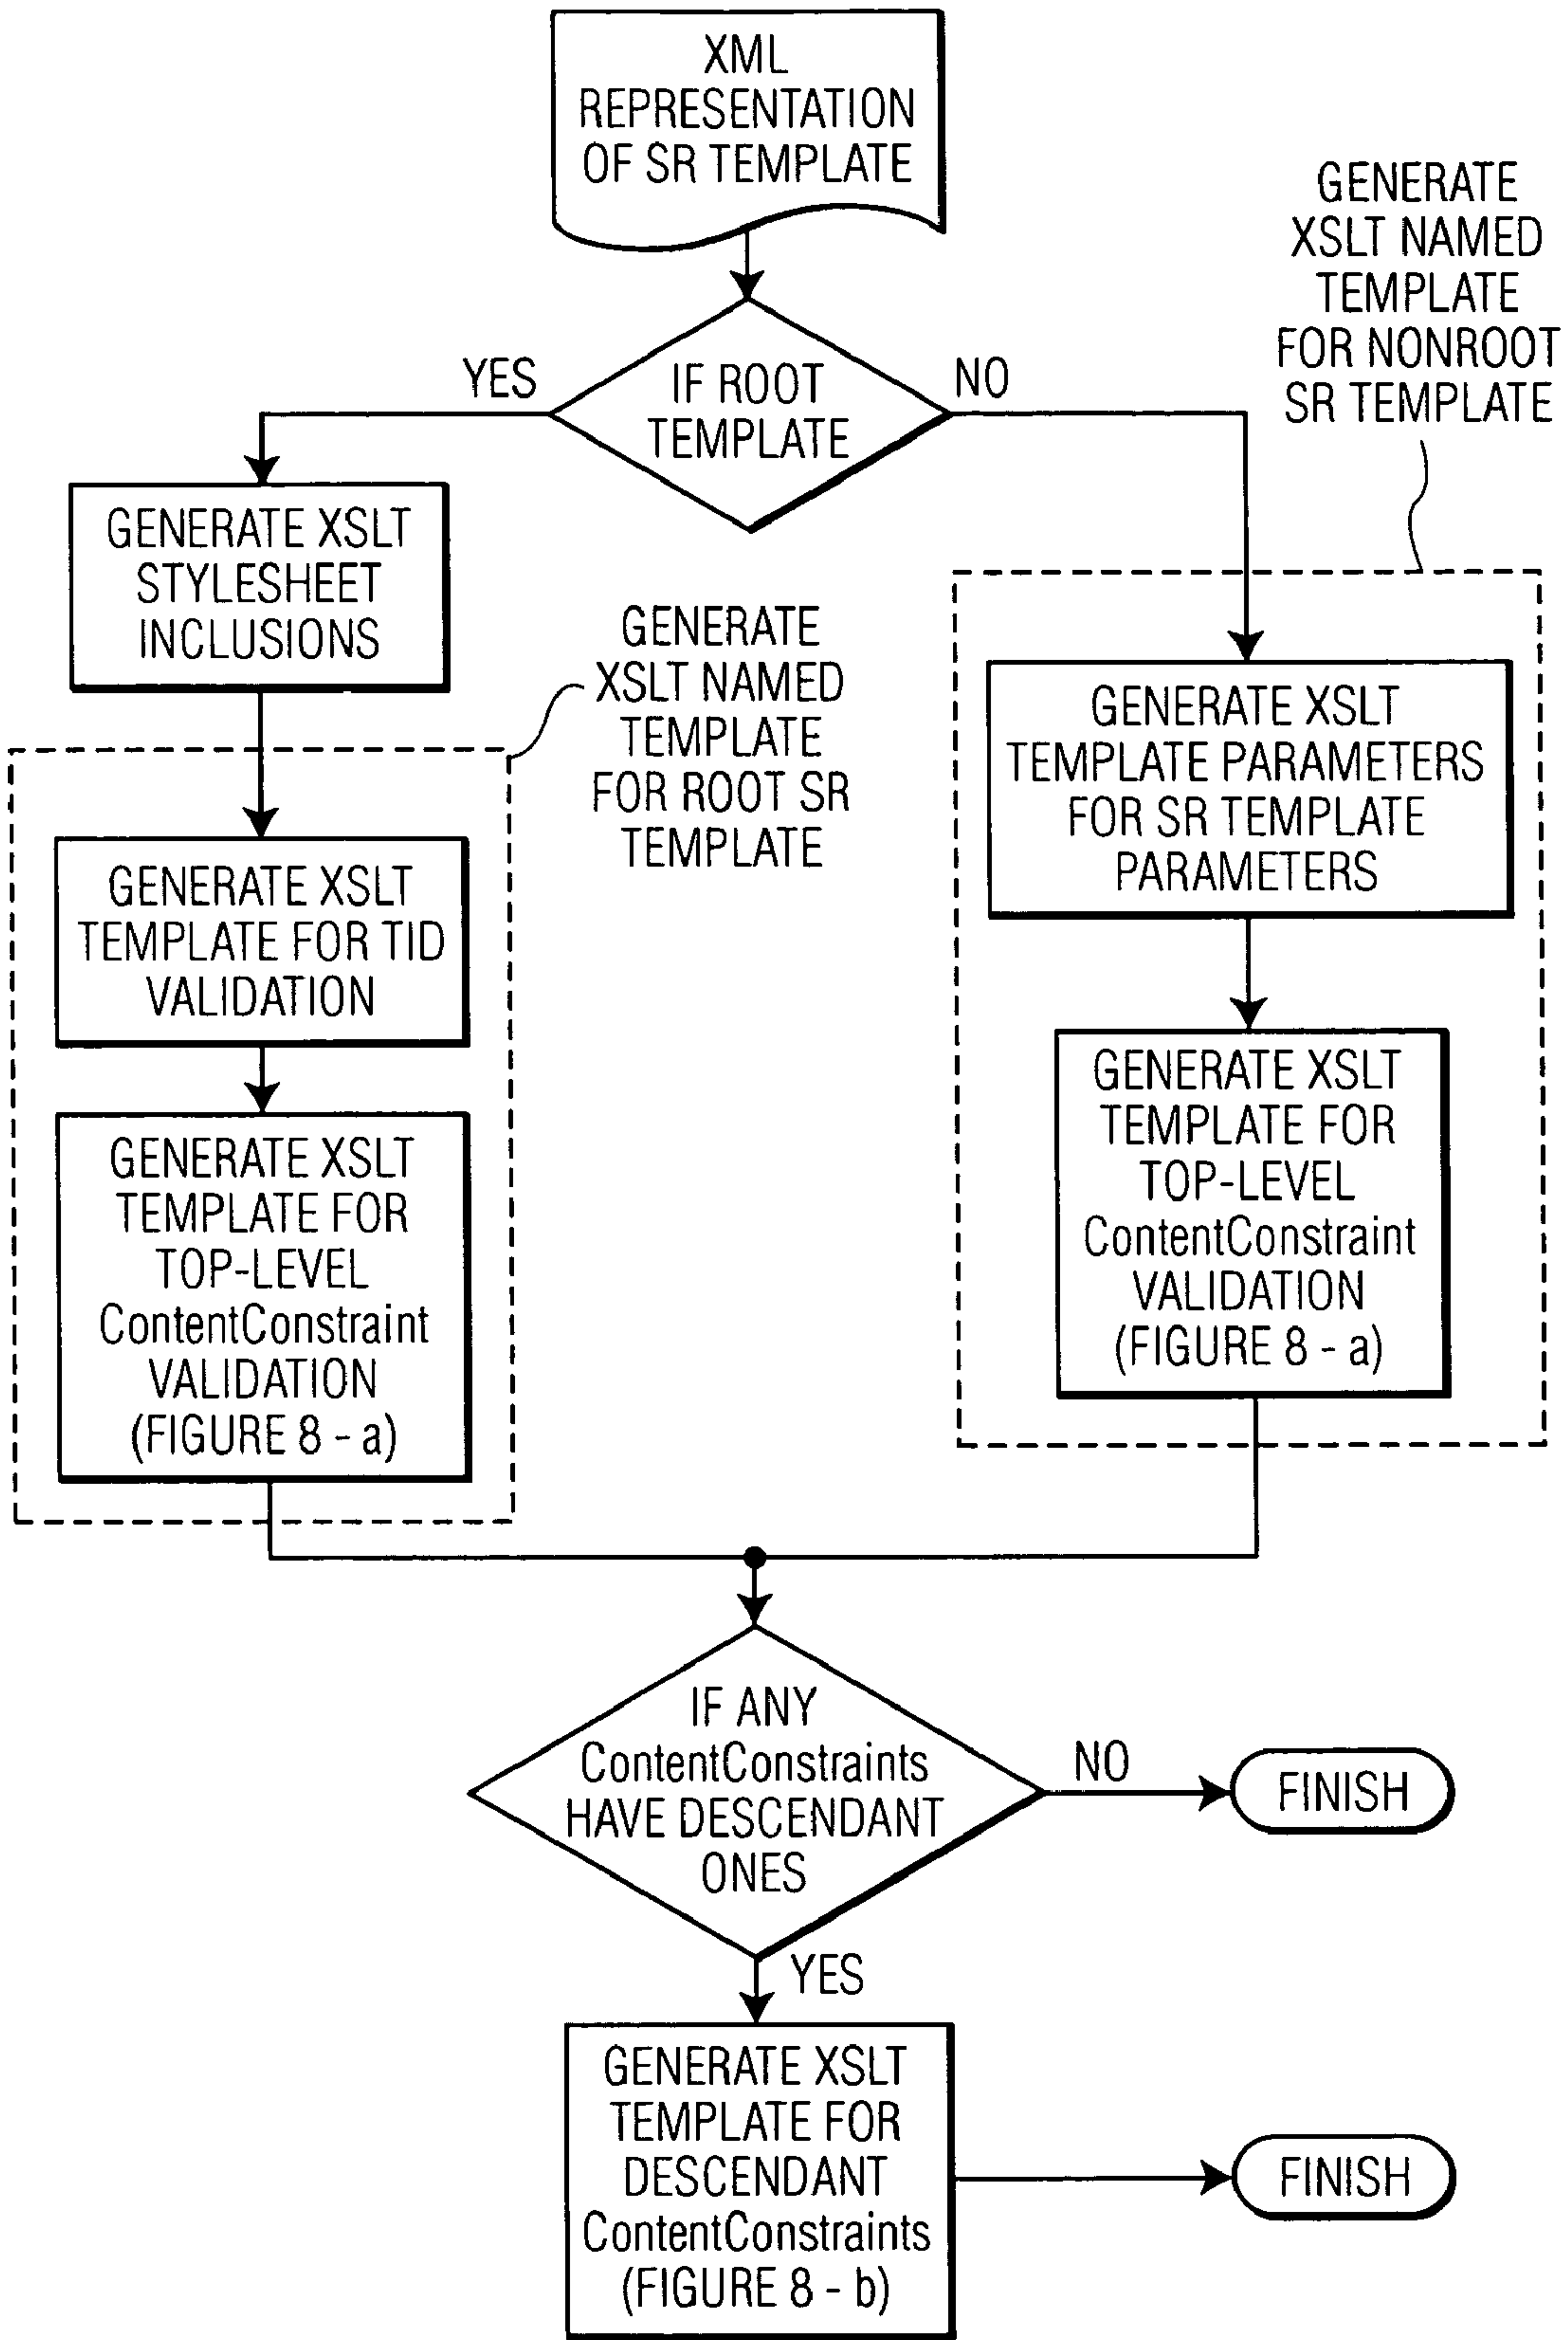 XML
REPRESENTATION
OF SR TEMPLATE
GENERATE
XSLT NAMED
TEMPLATE
FOR NONROOT
SR TEMPLATE
YES
IF ROOT
TEMPLATE
NO
GENERATE XSLT
STYLESHEET
INCLUSIONS
GENERATE
XSLT NAMED
TEMPLATE
FOR ROOT SR
TEMPLATE
GENERATE XSLT
TEMPLATE PARAMETERS
FOR SR TEMPLATE
PARAMETERS
GENERATE XSLT
TEMPLATE FOR TID
VALIDATION
GENERATE XSLT
TEMPLATE FOR
TOP-LEVEL
ContentConstraint
VALIDATION
(FIGURE 8 - a)
GENERATE XSLT
TEMPLATE FOR
TOP-LEVEL
ContentConstraint
VALIDATION
(FIGURE 8 - a)
IF ANY
ContentConstraints
HAVE DESCENDANT
ONES
NO
FINISH
YES
GENERATE XSLT
TEMPLATE FOR
DESCENDANT
ContentConstraints
(FIGURE 8 - b)
FINISH